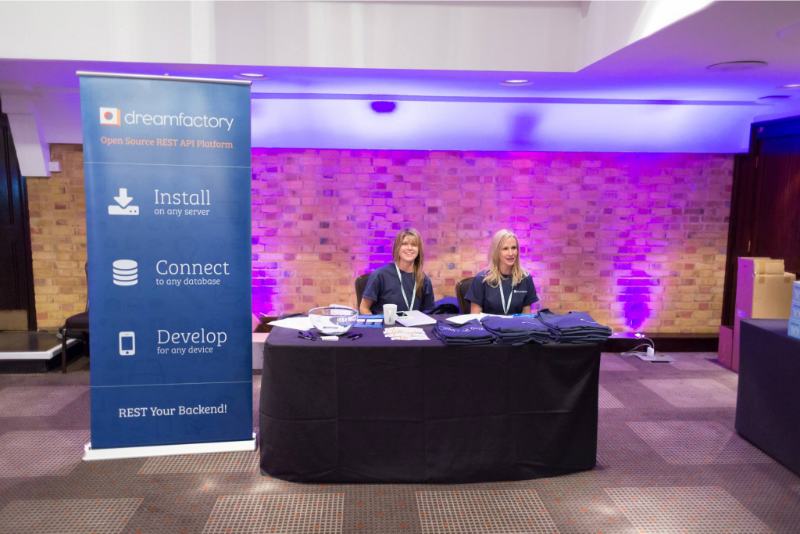 dreamfactory
Open Source REST API Platform
Install
on any server
Connect
to any database
Develop
for any device
REST Your Backend!